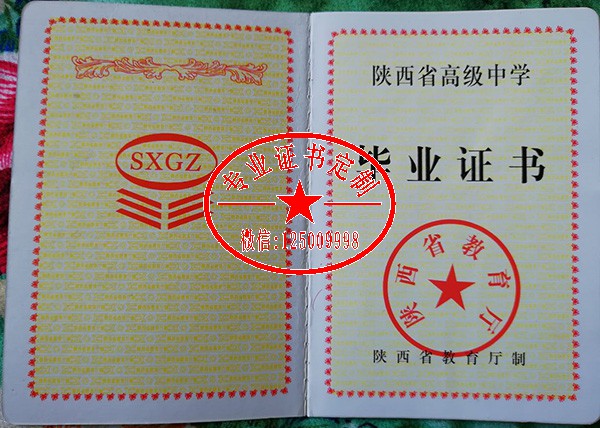 SXGZ
陕西省高级中学
毕业证书
陕西省教育厅
陕西省教育厅制
专业证书定制
微信:125009998